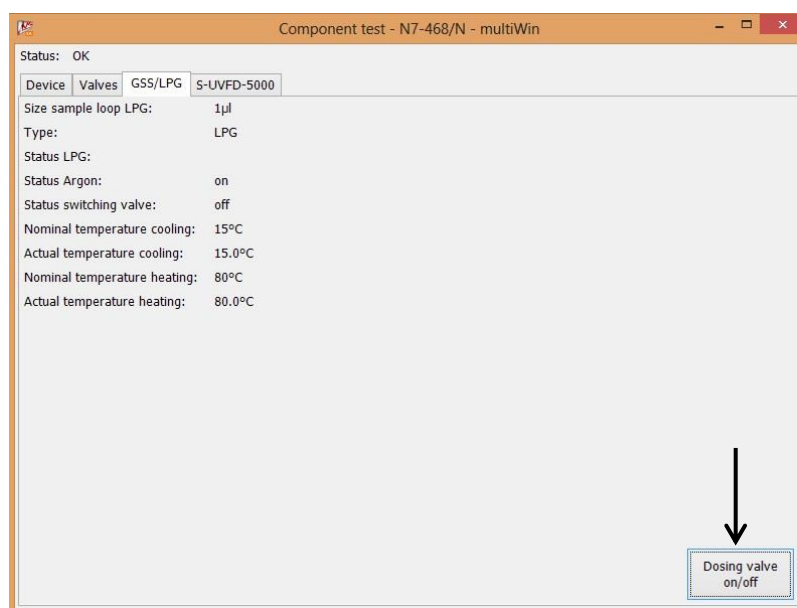 Component test - N7-468/N - multiWin
Status: OK
Device Valves GSS/LPG S-UVFD-5000
Size sample loop LPG: 1µl
Type: LPG
Status LPG:
Status Argon: on
Status switching valve: off
Nominal temperature cooling: 15°C
Actual temperature cooling: 15.0°C
Nominal temperature heating: 80°C
Actual temperature heating: 80.0°C
Dosing valve
on/off